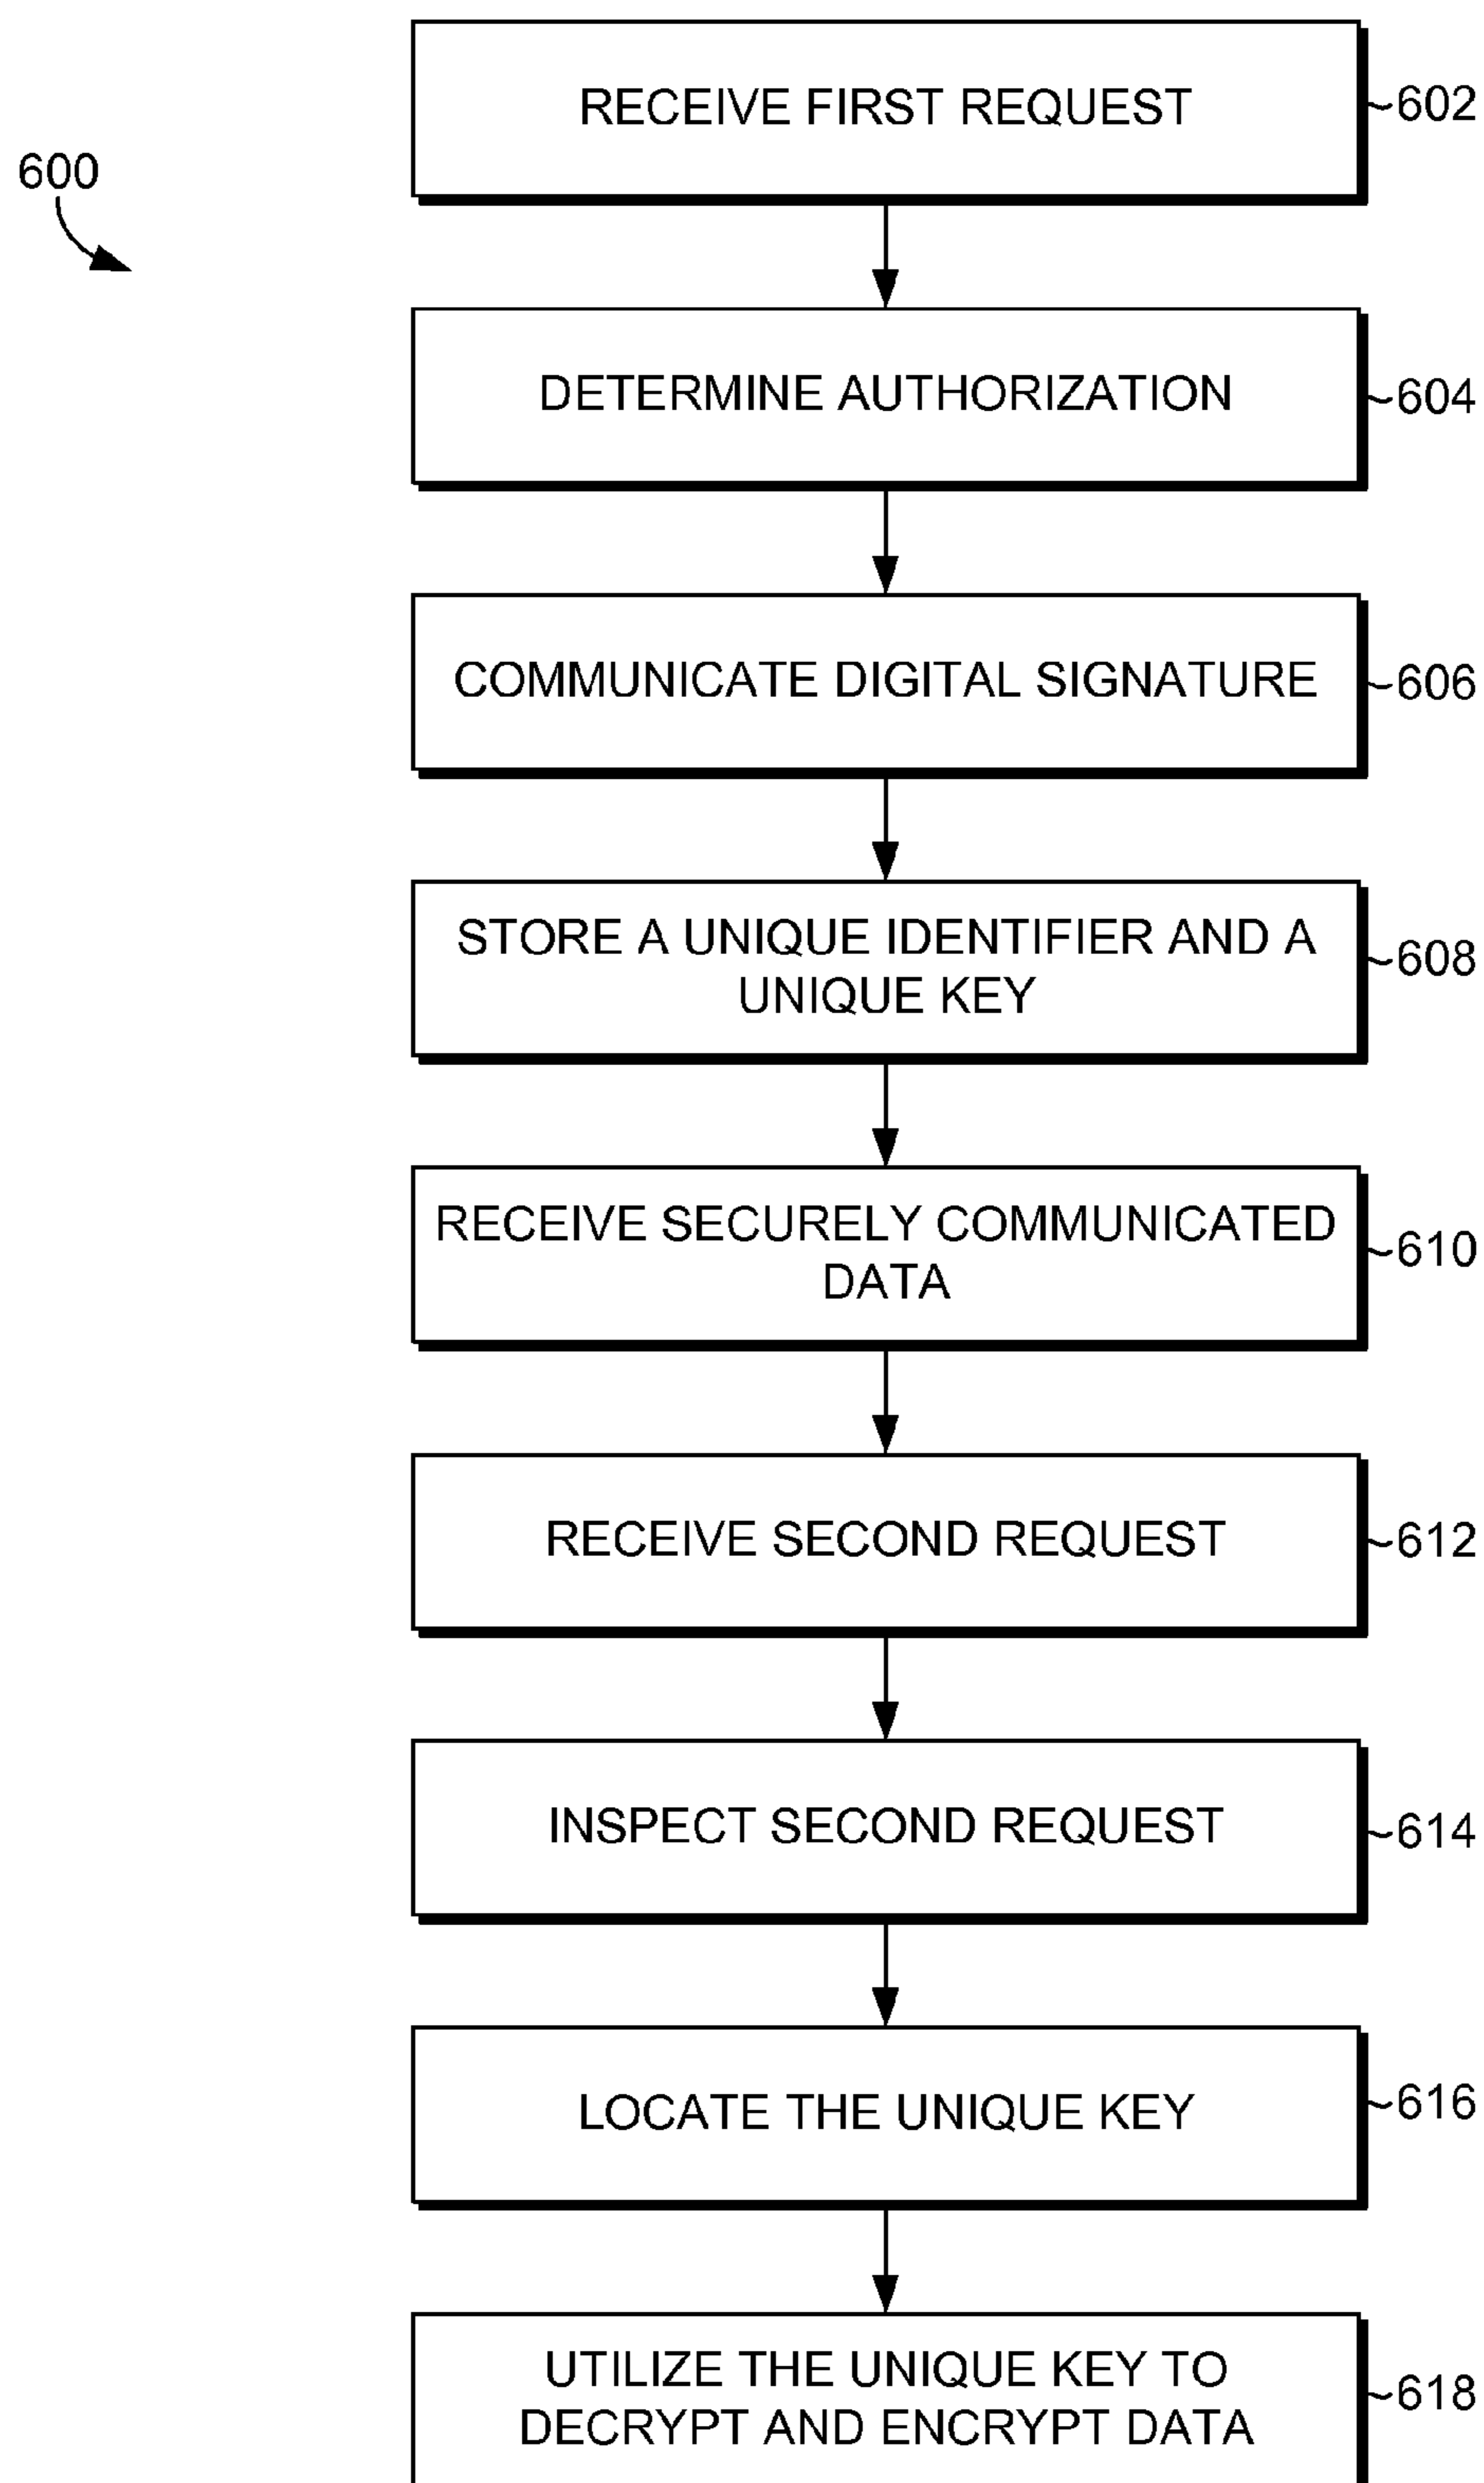 RECEIVE FIRST REQUEST
602
600
DETERMINE AUTHORIZATION
604
COMMUNICATE DIGITAL SIGNATURE
606
STORE A UNIQUE IDENTIFIER AND A
UNIQUE KEY
608
RECEIVE SECURELY COMMUNICATED
DATA
610
RECEIVE SECOND REQUEST
612
INSPECT SECOND REQUEST
614
LOCATE THE UNIQUE KEY
616
UTILIZE THE UNIQUE KEY TO
DECRYPT AND ENCRYPT DATA
618